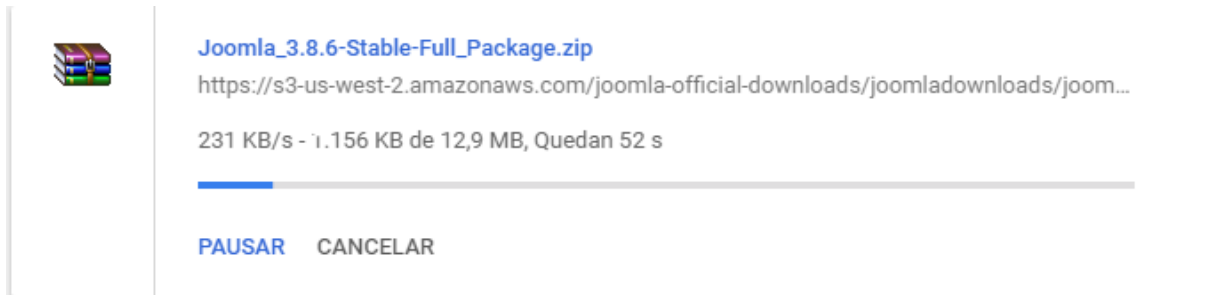 Joomla_3.8.6-Stable-Full_Package.zip
https://s3-us-west-2.amazonaws.com/joomla-official-downloads/joomladownloads/joom...
231 KB/s - 1.156 KB de 12,9 MB, Quedan 52 s
PAUSAR CANCELAR